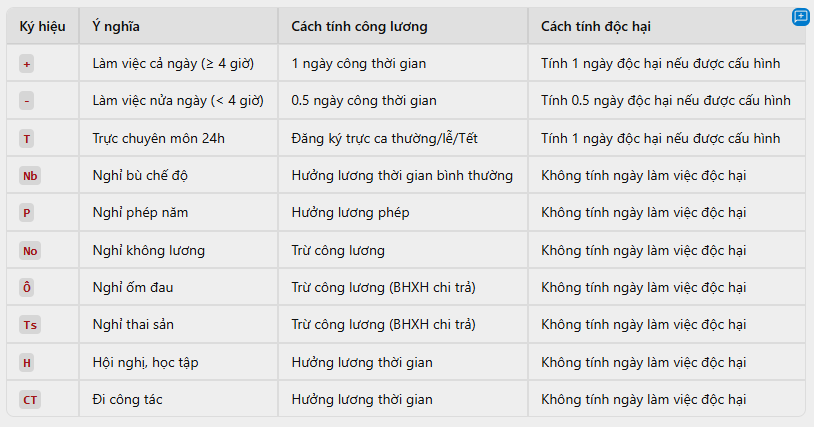 Ký hiệu Ý nghĩa Cách tính công lương Cách tính độc hại
+ Làm việc cả ngày (≥ 4 giờ) 1 ngày công thời gian Tính 1 ngày độc hại nếu được cấu hình
- Làm việc nửa ngày (< 4 giờ) 0.5 ngày công thời gian Tính 0.5 ngày độc hại nếu được cấu hình
T Trực chuyên môn 24h Đăng ký trực ca thường/lễ/Tết Tính 1 ngày độc hại nếu được cấu hình
Nb Nghỉ bù chế độ Hưởng lương thời gian bình thường Không tính ngày làm việc độc hại
P Nghỉ phép năm Hưởng lương phép Không tính ngày làm việc độc hại
No Nghỉ không lương Trừ công lương Không tính ngày làm việc độc hại
Ô Nghỉ ốm đau Trừ công lương (BHXH chi trả) Không tính ngày làm việc độc hại
Ts Nghỉ thai sản Trừ công lương (BHXH chi trả) Không tính ngày làm việc độc hại
H Hội nghị, học tập Hưởng lương thời gian Không tính ngày làm việc độc hại
CT Đi công tác Hưởng lương thời gian Không tính ngày làm việc độc hại